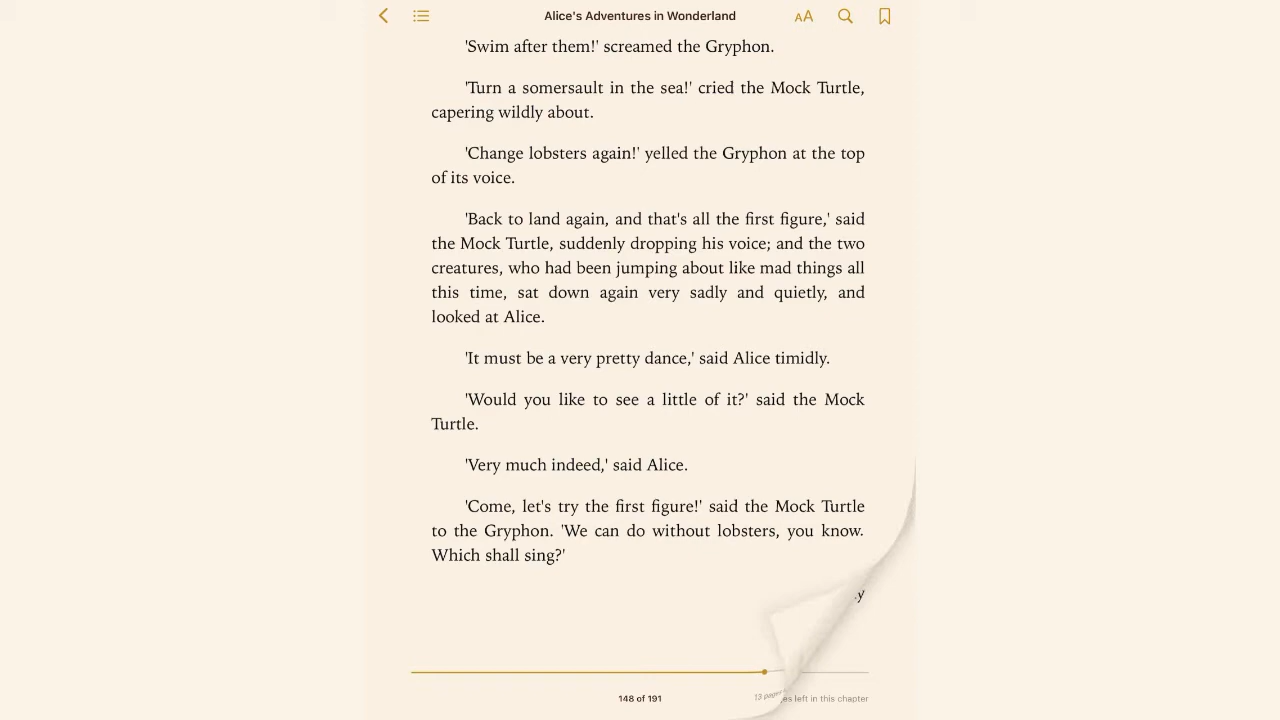 Alice's Adventures in Wonderland
AA
'Swim after them!' screamed the Gryphon.
'Turn a somersault in the sea!' cried the Mock Turtle,
capering wildly about.
'Change lobsters again!' yelled the Gryphon at the top
of its voice.
'Back to land again, and that's all the first figure,' said
the Mock Turtle, suddenly dropping his voice; and the two
creatures, who had been jumping about like mad things all
this time, sat down again very sadly and quietly, and
looked at Alice.
'It must be a very pretty dance,' said Alice timidly.
'Would you like to see a little of it?' said the Mock
Turtle.
'Very much indeed,' said Alice.
'Come, let's try the first figure!' said the Mock Turtle
to the Gryphon. 'We can do without lobsters, you know.
Which shall sing?'
148 of 191
13 pages left in this chapter